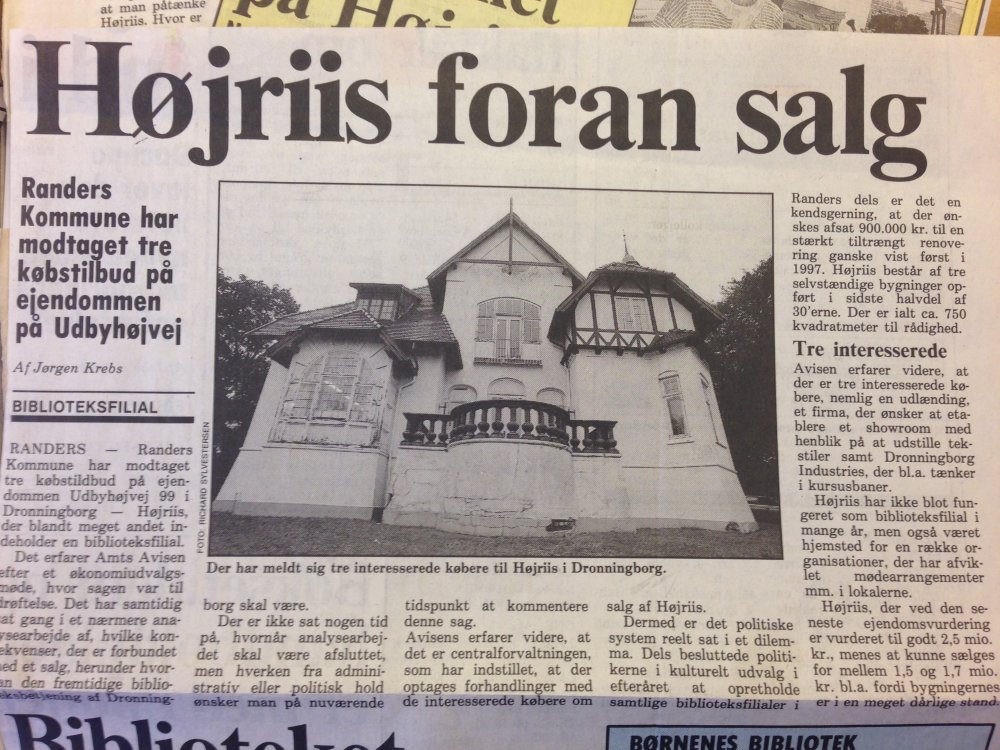 at man påtænke
Højriis. Hvor er
på Høj
Højriis foran salg
Randers
Kommune har
modtaget tre
købstilbud på
ejendommen
på Udbyhøjvej
Af Jørgen Krebs
BIBLIOTEKSFILIAL
RANDERS — Randers
Kommune har modtaget
tre købstildbud på ejen-
dommen Udbyhøjvej 99 i
Dronningborg — Højriis,
der blandt meget andet in-
deholder en biblioteksfilial.
Det erfarer Amts Avisen
efter et økonomiudvalgs-
møde, hvor sagen var til
drøftelse. Det har samtidig
sat gang i et nærmere ana-
lysearbejde af, hvilke kon-
sekvenser, der er forbundet
med et salg, herunder hvor-
dan den fremtidige biblio-
teksbetjening af Dronning-
FOTO: RICHARD SYLVESTERSEN
Der har meldt sig tre interesserede købere til Højriis i Dronningborg.
borg skal være.
Der er ikke sat nogen tid
på, hvornår analysearbej-
det skal være afsluttet,
men hverken fra admini-
strativ eller politisk hold
ønsker man på nuværende
tidspunkt at kommentere
denne sag.
Avisens erfarer videre, at
det er centralforvaltningen,
som har indstillet, at der
optages forhandlinger med
de interesserede købere om
salg af Højriis.
Dermed er det politiske
system reelt sat i et dilem-
ma. Dels besluttede politi-
kerne i kulturelt udvalg i
efteråret at opretholde
samtlige biblioteksfilialer i
Randers dels er det en
kendsgerning, at der øn-
skes afsat 900.000 kr. til en
stærkt tiltrængt renove-
ring ganske vist først i
1997. Højriis består af tre
selvstændige bygninger op-
ført i sidste halvdel af
30'erne. Der er ialt ca. 750
kvadratmeter til rådighed.
Tre interesserede
Avisen erfarer videre, at
der er tre interesserede kø-
bere, nemlig en udlænding,
et firma, der ønsker at eta-
blere et showroom med
henblik på at udstille tek-
stiler samt Dronningborg
Industries, der bl.a. tænker
i kursusbaner.
Højriis har ikke blot fun-
geret som biblioteksfilial i
mange år, men også været
hjemsted for en række or-
ganisationer, der har afvik-
let mødearrangementer
mm. i lokalerne.
Højriis, der ved den se-
neste ejendomsvurdering
er vurderet til godt 2,5 mio.
kr., menes at kunne sælges
for mellem 1,5 og 1,7 mio.
kr. bl.a. fordi bygningernes
er i en meget dårlige stand.
Biblioteket
BØRNENES BIBLIOTEK